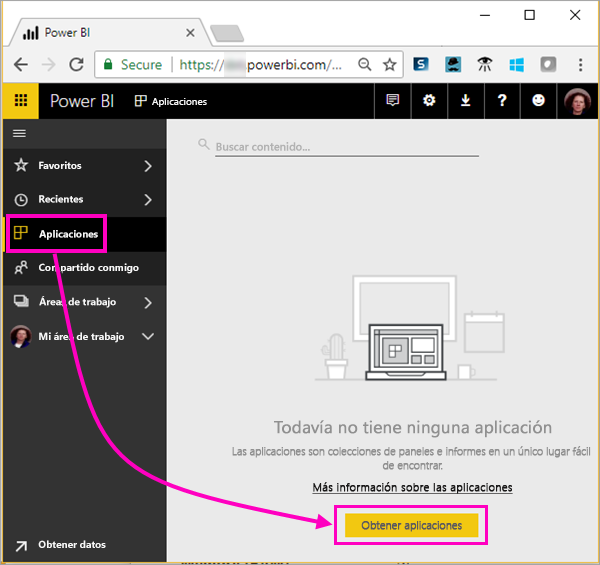 Power BI
Secure
https://
powerbi.com/...
Power BI
Aplicaciones
Buscar contenido...
Favoritos
Recientes
Aplicaciones
Compartido conmigo
Áreas de trabajo
Mi área de trabajo
Todavía no tiene ninguna aplicación
Las aplicaciones son colecciones de paneles e informes en un único lugar fácil
de encontrar.
Más información sobre las aplicaciones
Obtener aplicaciones
Obtener datos